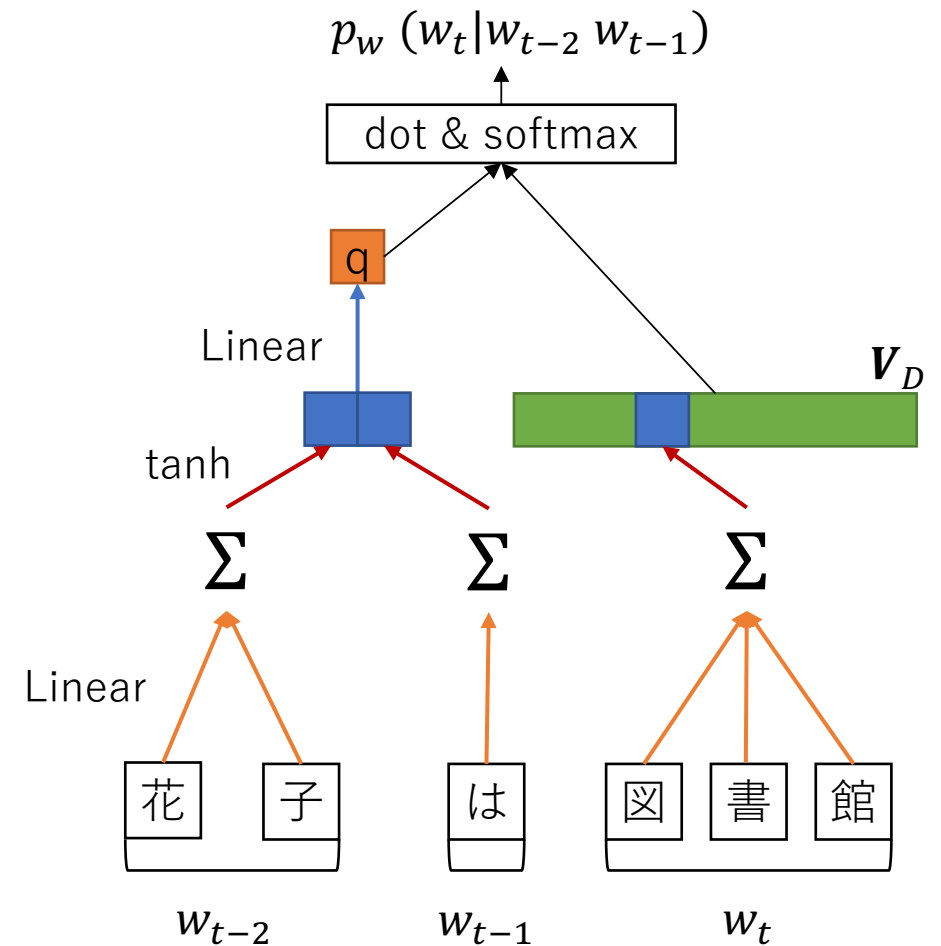 p_w (w_t|w_{t−2} w_{t−1})
dot & softmax
q
Linear
V_D
tanh
Σ Σ Σ
Linear
花 子 は 図 書 館
w_{t−2} w_{t−1} w_t